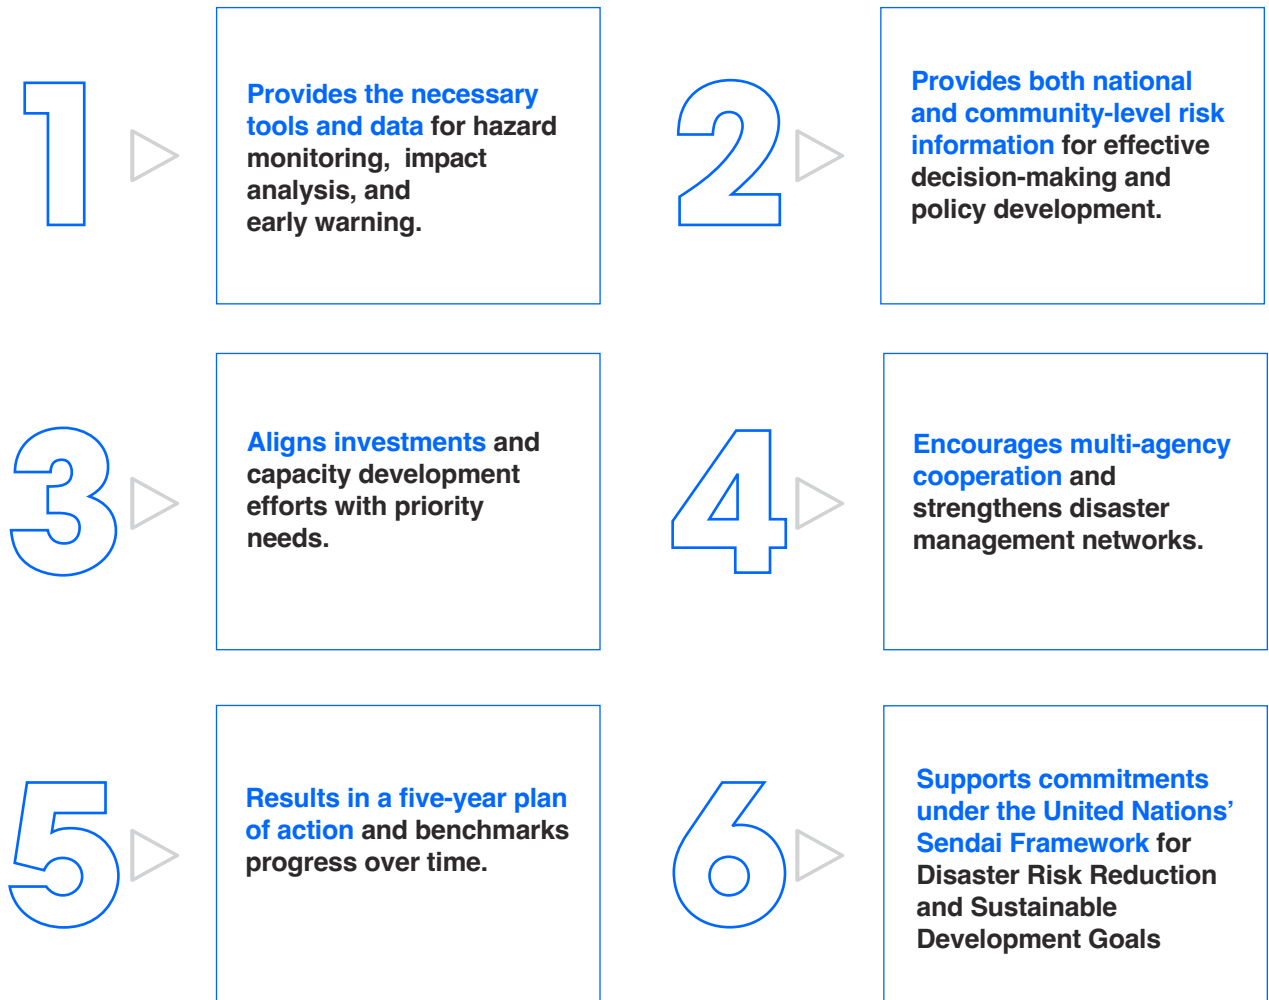 1
Provides the necessary
tools and data for hazard
monitoring,  impact
analysis, and
early warning.
2
Provides both national
and community-level risk
information for effective
decision-making and
policy development.
3
Aligns investments and
capacity development
efforts with priority
needs.
4
Encourages multi-agency
cooperation and
strengthens disaster
management networks.
5
Results in a five-year plan
of action and benchmarks
progress over time.
6
Supports commitments
under the United Nations’
Sendai Framework for
Disaster Risk Reduction
and Sustainable
Development Goals